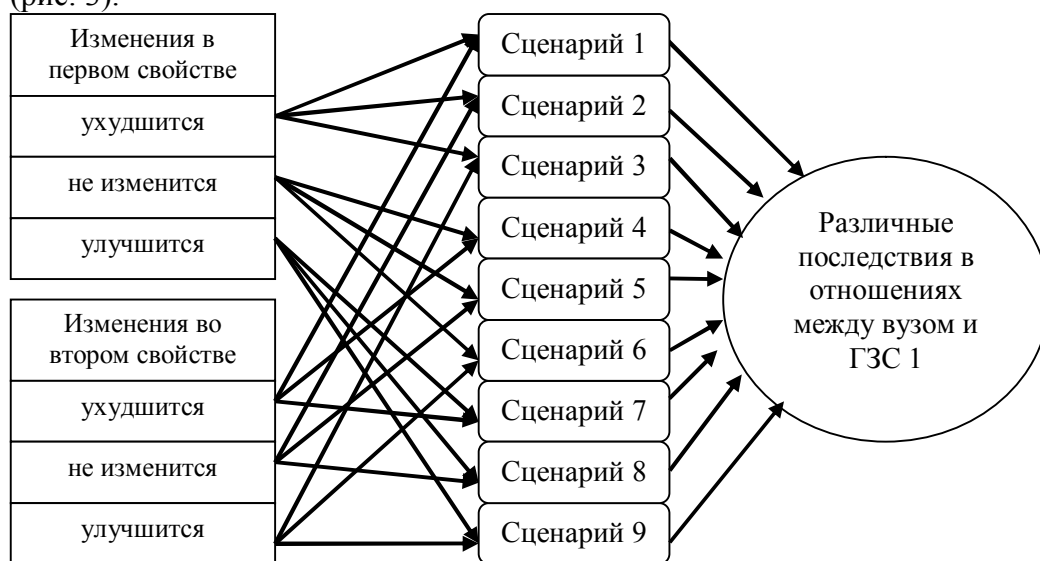 (рис. 3).
Изменения в
первом свойстве
ухудшится
не изменится
улучшится
Изменения во
втором свойстве
ухудшится
не изменится
улучшится
Сценарий 1
Сценарий 2
Сценарий 3
Сценарий 4
Сценарий 5
Сценарий 6
Сценарий 7
Сценарий 8
Сценарий 9
Различные
последствия в
отношениях
между вузом и
ГЗС 1